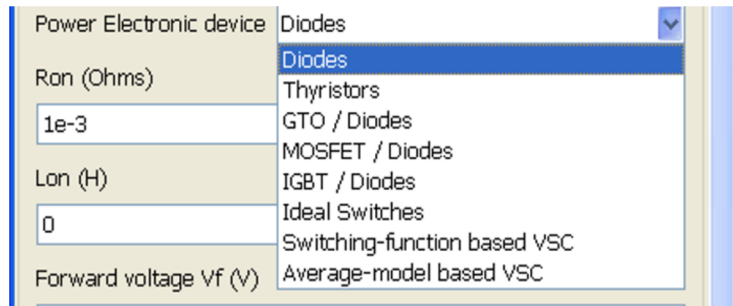 Power Electronic device Diodes
Diodes
Ron (Ohms)
Thyristors
1e-3
GTO / Diodes
MOSFET / Diodes
Lon (H)
IGBT / Diodes
0
Ideal Switches
Switching-function based VSC
Forward voltage Vf (V)
Average-model based VSC